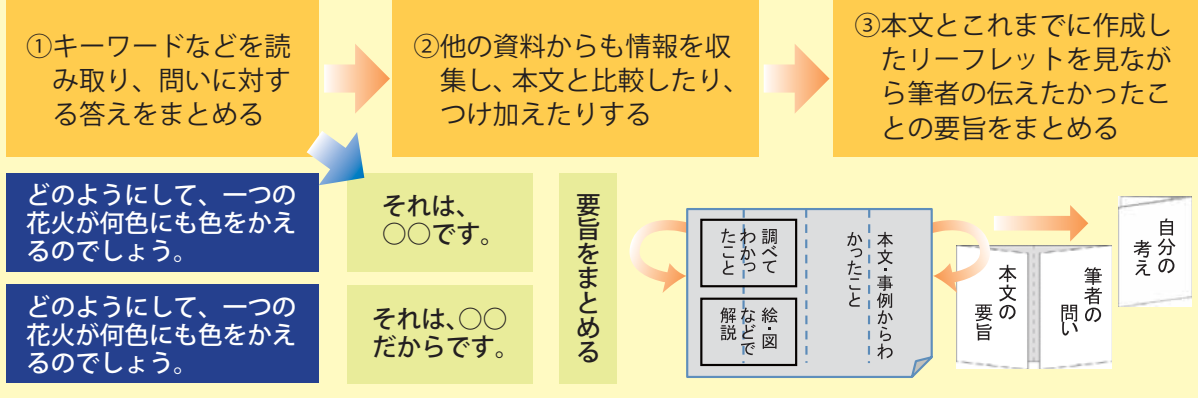 ①キーワードなどを読
み取り、問いに対す
る答えをまとめる
②他の資料からも情報を収
集し、本文と比較したり、
つけ加えたりする
③本文とこれまでに作成し
たリーフレットを見なが
ら筆者の伝えたかったこ
との要旨をまとめる
どのようにして、一つの
花火が何色にも色をかえ
るのでしょう。
それは、
○○です。
どのようにして、一つの
花火が何色にも色をかえ
るのでしょう。
それは、○○
だからです。
要旨をまとめる
調べて
わかっ
たこと
絵・図
などで
解説
本文・事例からわ
かったこと
本文の
要旨
筆者の
問い
自分の
考え